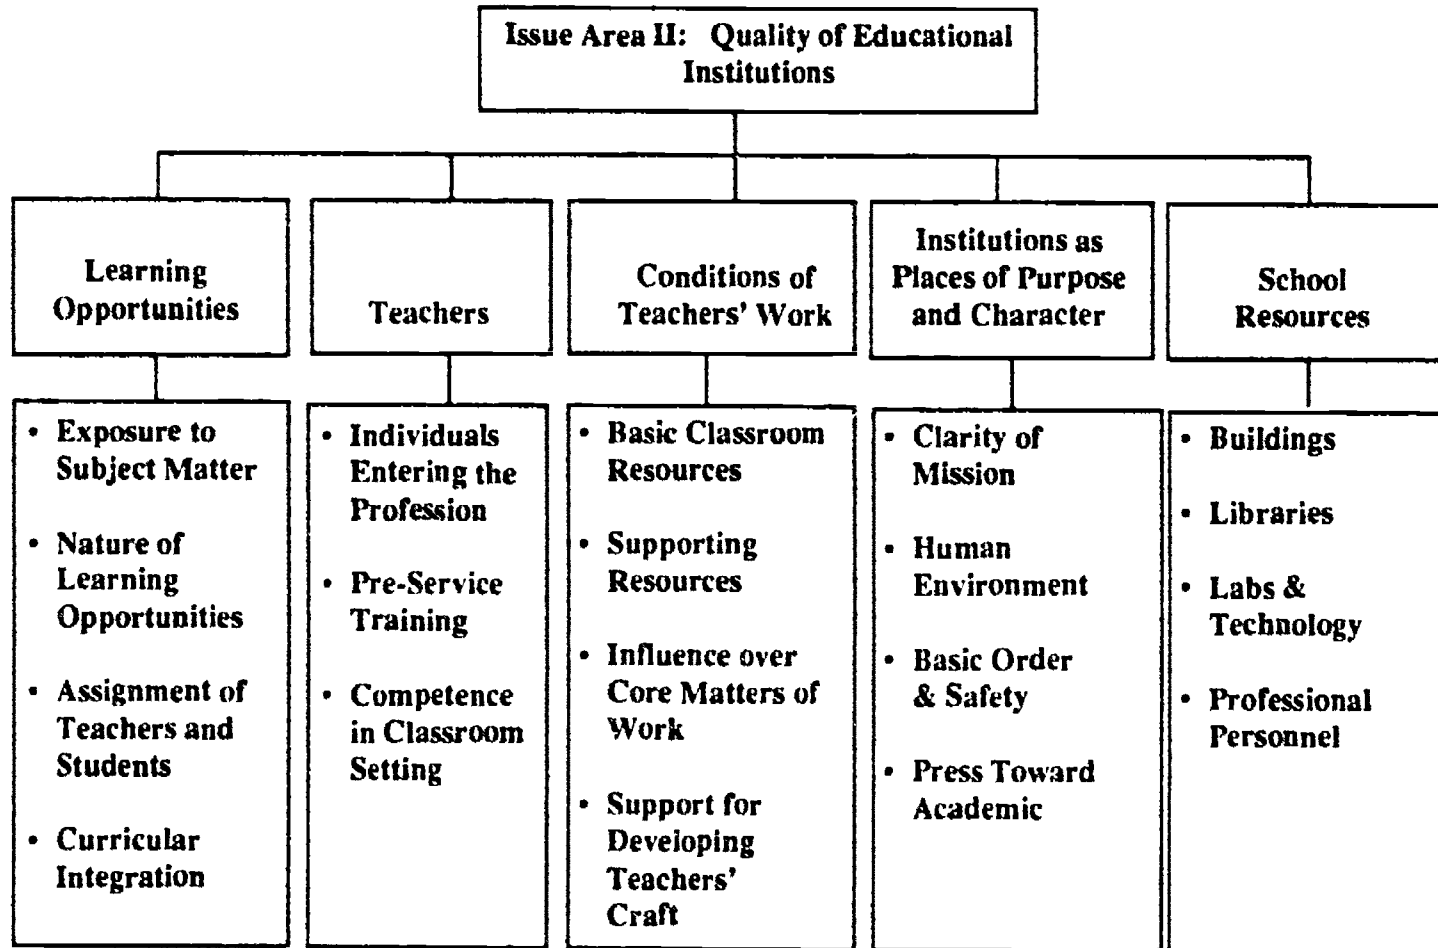 Issue Area II: Quality of Educational
Institutions
Learning
Opportunities
Teachers
Conditions of
Teachers' Work
Institutions as
Places of Purpose
and Character
School
Resources
• Exposure to
Subject Matter
• Nature of
Learning
Opportunities
• Assignment of
Teachers and
Students
• Curricular
Integration
• Individuals
Entering the
Profession
• Pre-Service
Training
• Competence
in Classroom
Setting
• Basic Classroom
Resources
• Supporting
Resources
• Influence over
Core Matters of
Work
• Support for
Developing
Teachers'
Craft
• Clarity of
Mission
• Human
Environment
• Basic Order
& Safety
• Press Toward
Academic
• Buildings
• Libraries
• Labs &
Technology
• Professional
Personnel